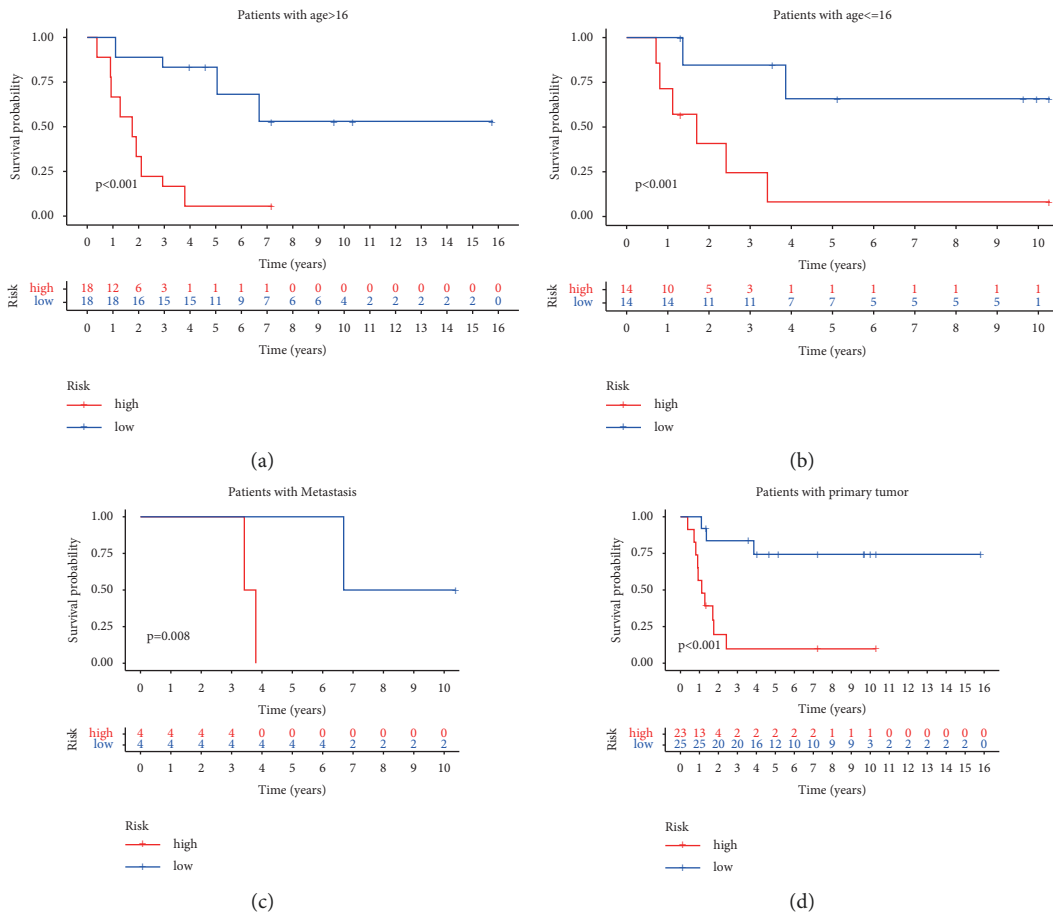 Patients with age>16
1.00
0.75
0.50
0.25
0.00
Survival probability
p<0.001
0 1 2 3 4 5 6 7 8 9 10 11 12 13 14 15 16
Time (years)
Risk
high 18 12 6 3 1 1 1 1 0 0 0 0 0 0 0 0 0
low 18 18 16 15 15 11 9 7 6 6 4 2 2 2 2 2 0
0 1 2 3 4 5 6 7 8 9 10 11 12 13 14 15 16
Time (years)
Risk
high
low
(a)
Patients with age<=16
1.00
0.75
0.50
0.25
0.00
Survival probability
p<0.001
0 1 2 3 4 5 6 7 8 9 10
Time (years)
Risk
high 14 10 5 3 1 1 1 1 1 1 1
low 14 14 11 11 7 7 5 5 5 5 1
0 1 2 3 4 5 6 7 8 9 10
Time (years)
Risk
high
low
(b)
Patients with Metastasis
1.00
0.75
0.50
0.25
0.00
Survival probability
p=0.008
0 1 2 3 4 5 6 7 8 9 10
Time (years)
Risk
high 4 4 4 4 0 0 0 0 0 0 0
low 4 4 4 4 4 4 4 2 2 2 2
0 1 2 3 4 5 6 7 8 9 10
Time (years)
Risk
high
low
(c)
Patients with primary tumor
1.00
0.75
0.50
0.25
0.00
Survival probability
p<0.001
0 1 2 3 4 5 6 7 8 9 10 11 12 13 14 15 16
Time (years)
Risk
high 23 13 4 2 2 2 2 2 1 1 1 0 0 0 0 0 0
low 25 25 20 20 16 12 10 10 9 9 3 2 2 2 2 2 0
0 1 2 3 4 5 6 7 8 9 10 11 12 13 14 15 16
Time (years)
Risk
high
low
(d)